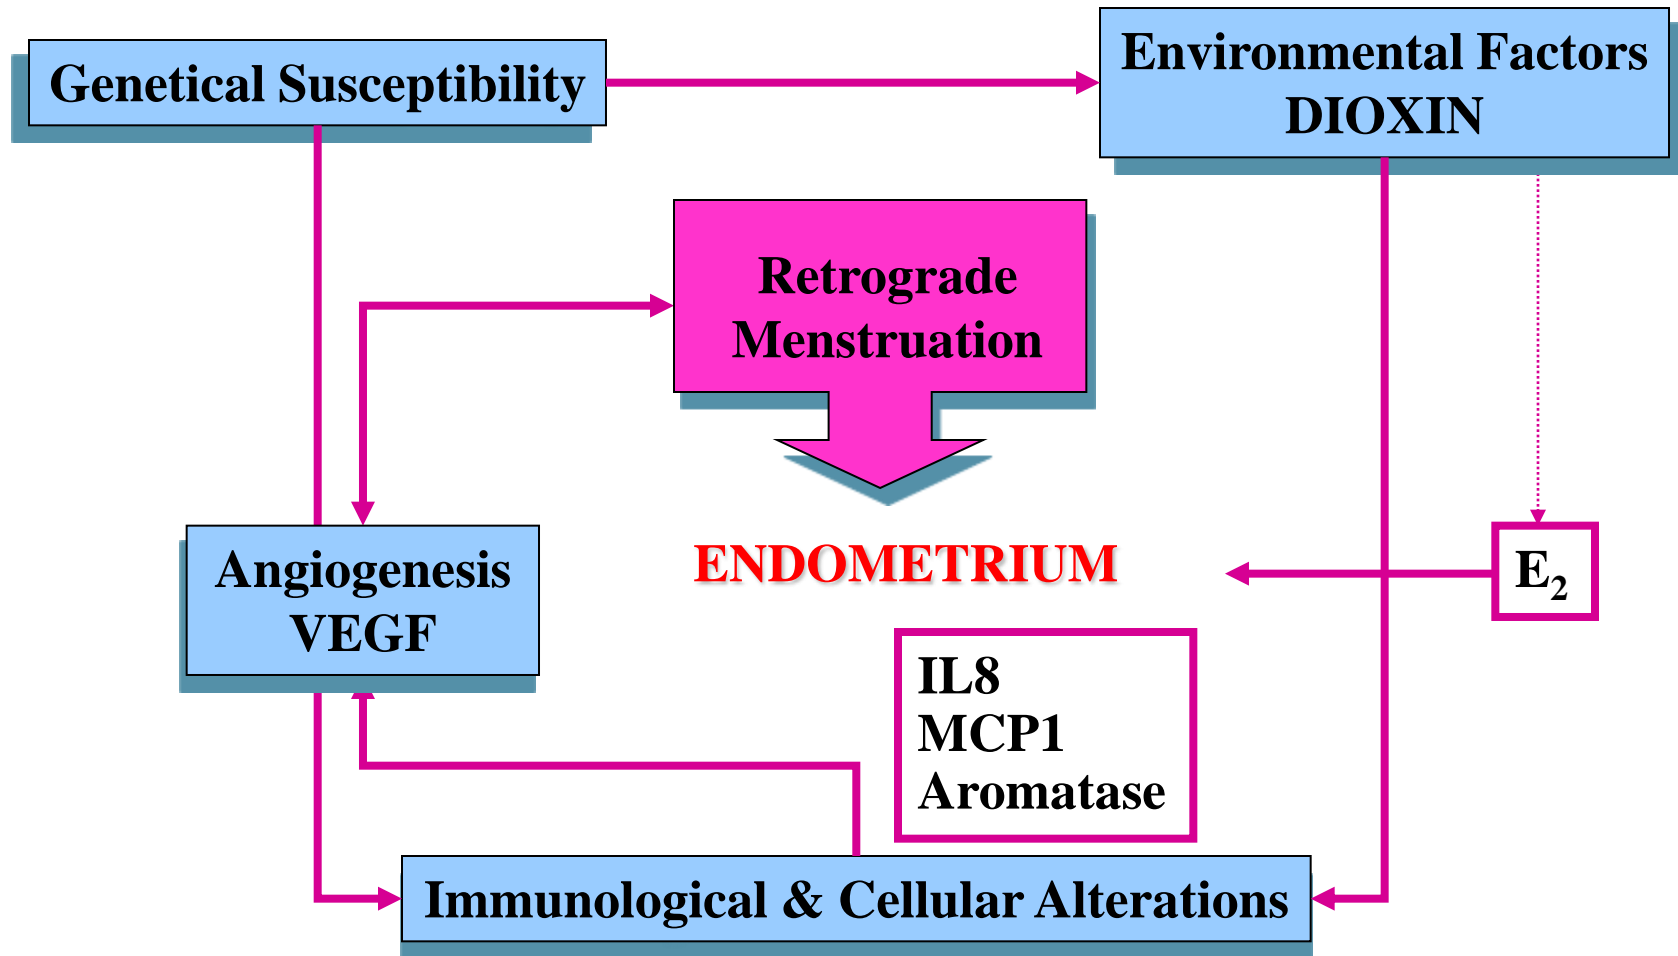 Genetical Susceptibility
Environmental Factors
DIOXIN
Retrograde
Menstruation
Angiogenesis
VEGF
ENDOMETRIUM
E₂
IL8
MCP1
Aromatase
Immunological & Cellular Alterations